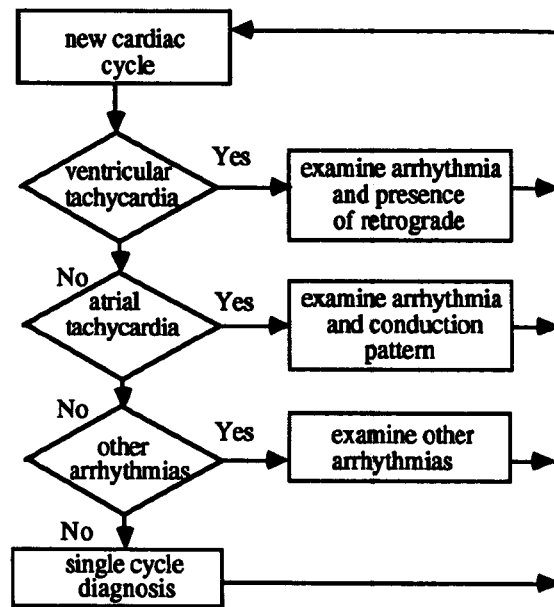 new cardiac
cycle
ventricular
tachycardia
Yes
examine arrhythmia
and presence
of retrograde
No
atrial
tachycardia
Yes
examine arrhythmia
and conduction
pattern
No
other
arrhythmias
Yes
examine other
arrhythmias
No
single cycle
diagnosis